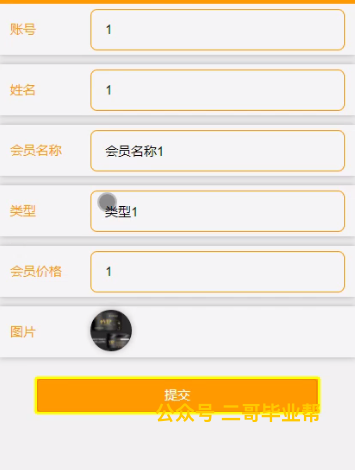 账号 1
姓名 1
会员名称 会员名称1
类型 类型1
会员价格 1
图片
提交
公众号 二哥毕业帮